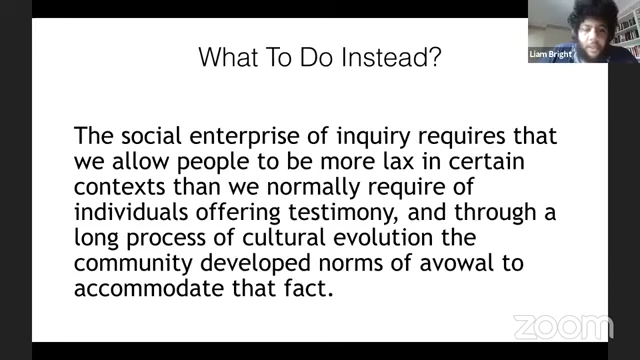 What To Do Instead?
Liam Bright
The social enterprise of inquiry requires that
we allow people to be more lax in certain
contexts than we normally require of
individuals offering testimony, and through a
long process of cultural evolution the
community developed norms of avowal to
accommodate that fact.
zoom